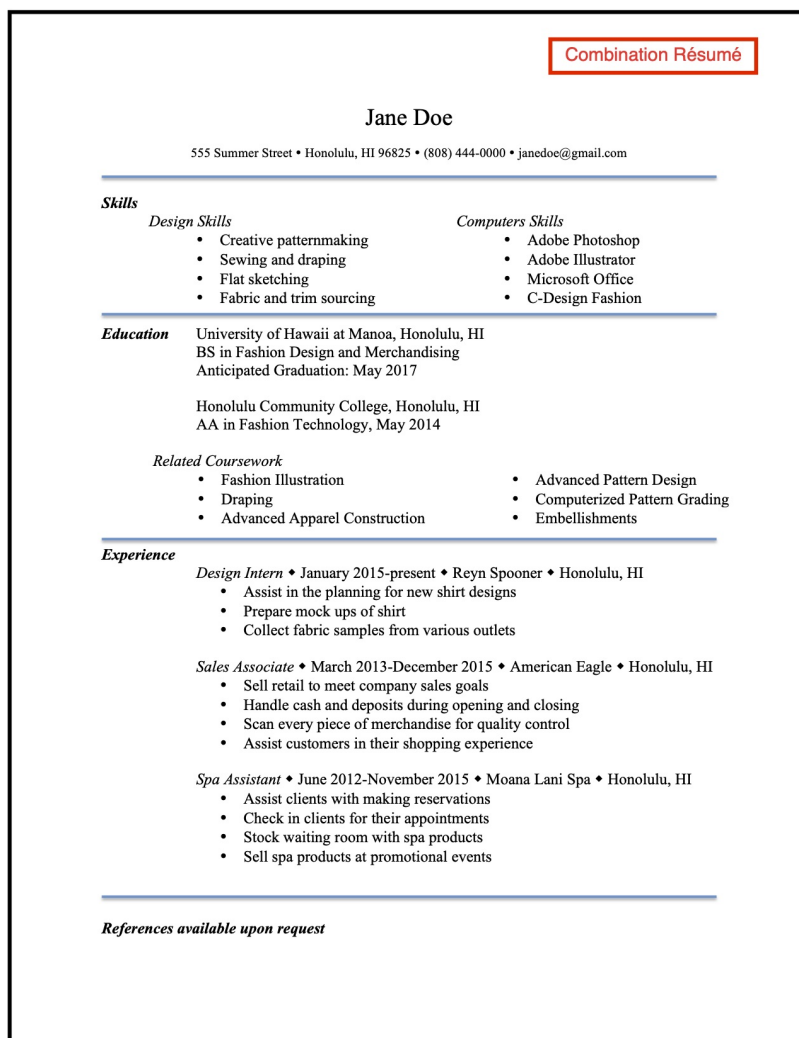 Combination Résumé
Jane Doe
555 Summer Street • Honolulu, HI 96825 • (808) 444-0000 • janedoe@gmail.com
Skills
Design Skills
• Creative patternmaking
• Sewing and draping
• Flat sketching
• Fabric and trim sourcing
Computers Skills
• Adobe Photoshop
• Adobe Illustrator
• Microsoft Office
• C-Design Fashion
Education University of Hawaii at Manoa, Honolulu, HI
BS in Fashion Design and Merchandising
Anticipated Graduation: May 2017
Honolulu Community College, Honolulu, HI
AA in Fashion Technology, May 2014
Related Coursework
• Fashion Illustration
• Draping
• Advanced Apparel Construction
• Advanced Pattern Design
• Computerized Pattern Grading
• Embellishments
Experience
Design Intern ◆ January 2015-present ◆ Reyn Spooner ◆ Honolulu, HI
• Assist in the planning for new shirt designs
• Prepare mock ups of shirt
• Collect fabric samples from various outlets
Sales Associate ◆ March 2013-December 2015 ◆ American Eagle ◆ Honolulu, HI
• Sell retail to meet company sales goals
• Handle cash and deposits during opening and closing
• Scan every piece of merchandise for quality control
• Assist customers in their shopping experience
Spa Assistant ◆ June 2012-November 2015 ◆ Moana Lani Spa ◆ Honolulu, HI
• Assist clients with making reservations
• Check in clients for their appointments
• Stock waiting room with spa products
• Sell spa products at promotional events
References available upon request